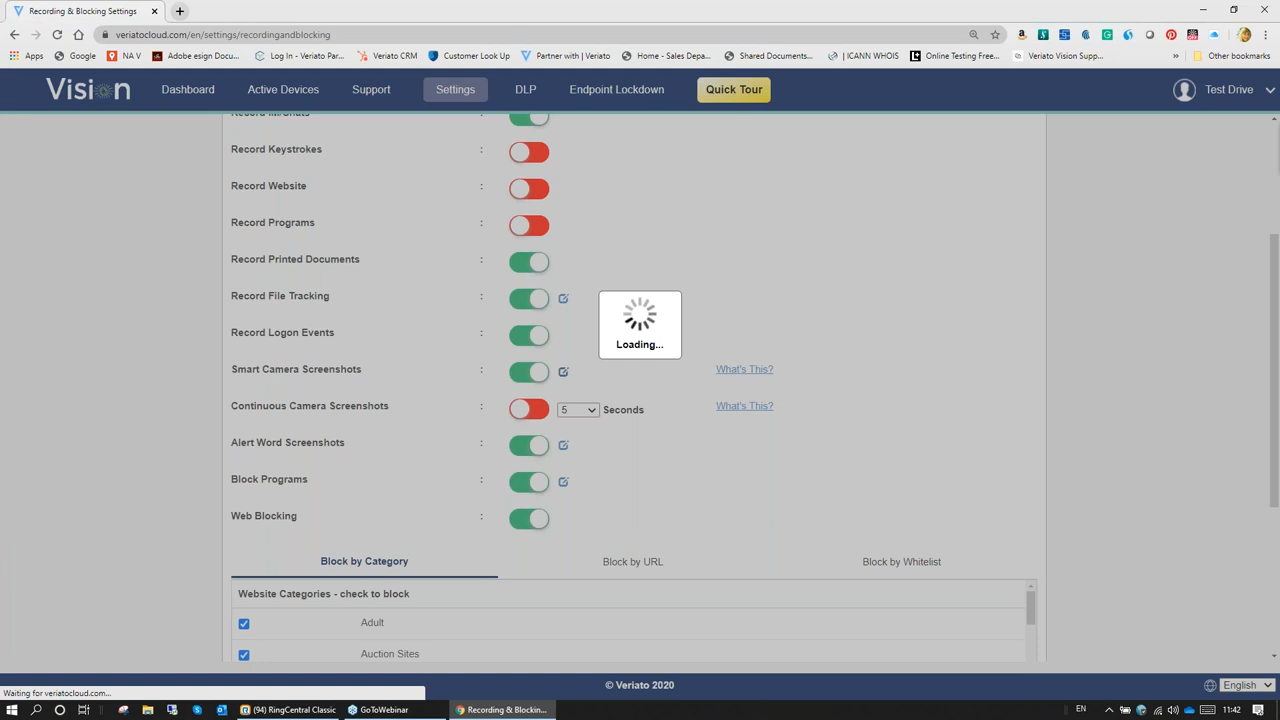 Recording & Blocking Settings
veriatocloud.com/en/settings/recordingandblocking
Apps
NA V
Adobe esign Docum...
Log In - Veriato Par...
Veriato CRM
Customer Look Up
Partner with | Veriato
Home - Sales Depa...
Shared Documents...
| ICANN WHOIS
Online Testing Free...
Veriato Vision Supp...
Other bookmarks
Vision
Dashboard
Active Devices
Support
Settings
DLP
Endpoint Lockdown
Quick Tour
Test Drive
Record IM/Chats
Record Keystrokes :
Record Website :
Record Programs :
Record Printed Documents :
Record File Tracking :
Record Logon Events :
Loading...
Smart Camera Screenshots : What's This?
Continuous Camera Screenshots : 5 Seconds What's This?
Alert Word Screenshots :
Block Programs :
Web Blocking :
Block by Category
Block by URL
Block by Whitelist
Website Categories - check to block
Adult
Auction Sites
© Veriato 2020
English
Waiting for veriatocloud.com...
(94) RingCentral Classic
GoToWebinar
Recording & Blockin...
EN
11:42